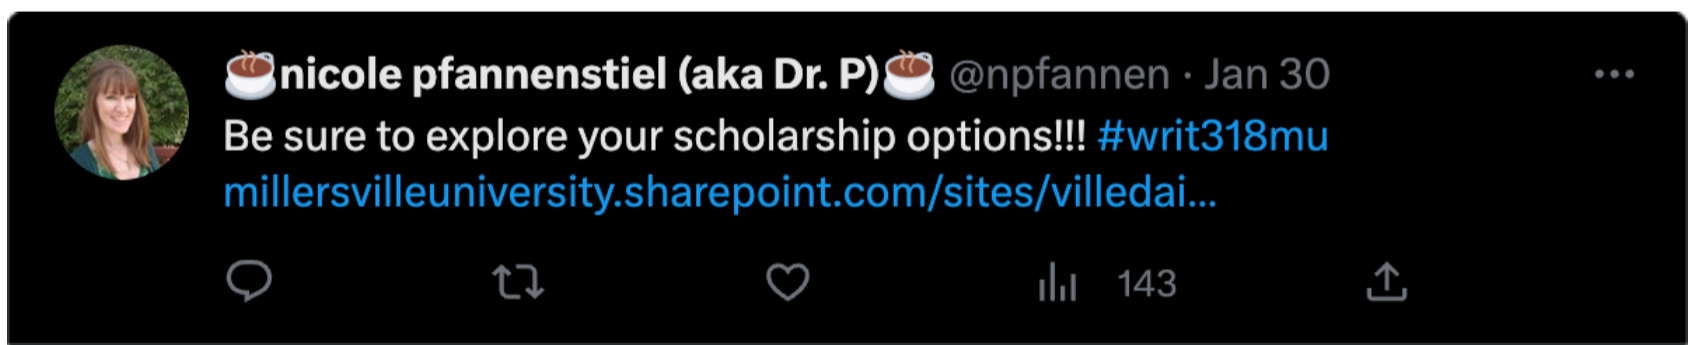 ☕nicole pfannenstiel (aka Dr. P)☕ @npfannen · Jan 30
Be sure to explore your scholarship options!!! #writ318mu
millersvilleuniversity.sharepoint.com/sites/villedai...
143